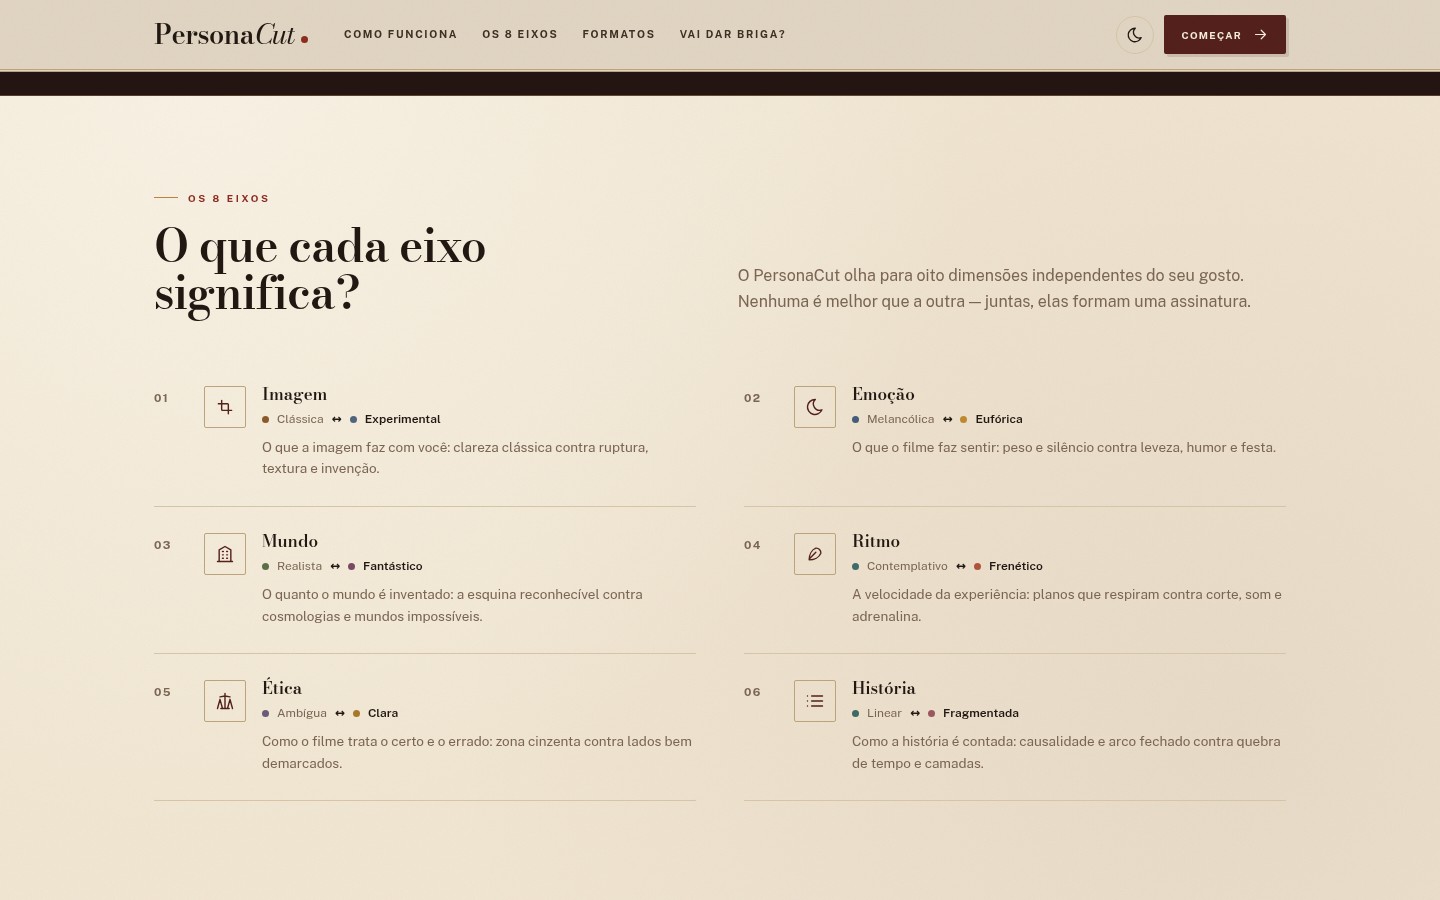 PersonaCut
COMO FUNCIONA
OS 8 EIXOS
FORMATOS
VAI DAR BRIGA?
COMEÇAR →
OS 8 EIXOS
O que cada eixo
significa?
O PersonaCut olha para oito dimensões independentes do seu gosto.
Nenhuma é melhor que a outra — juntas, elas formam uma assinatura.
01
Imagem
Clássica ↔ Experimental
O que a imagem faz com você: clareza clássica contra ruptura,
textura e invenção.
02
Emoção
Melancólica ↔ Eufórica
O que o filme faz sentir: peso e silêncio contra leveza, humor e festa.
03
Mundo
Realista ↔ Fantástico
O quanto o mundo é inventado: a esquina reconhecível contra
cosmologias e mundos impossíveis.
04
Ritmo
Contemplativo ↔ Frenético
A velocidade da experiência: planos que respiram contra corte, som e
adrenalina.
05
Ética
Ambígua ↔ Clara
Como o filme trata o certo e o errado: zona cinzenta contra lados bem
demarcados.
06
História
Linear ↔ Fragmentada
Como a história é contada: causalidade e arco fechado contra quebra
de tempo e camadas.